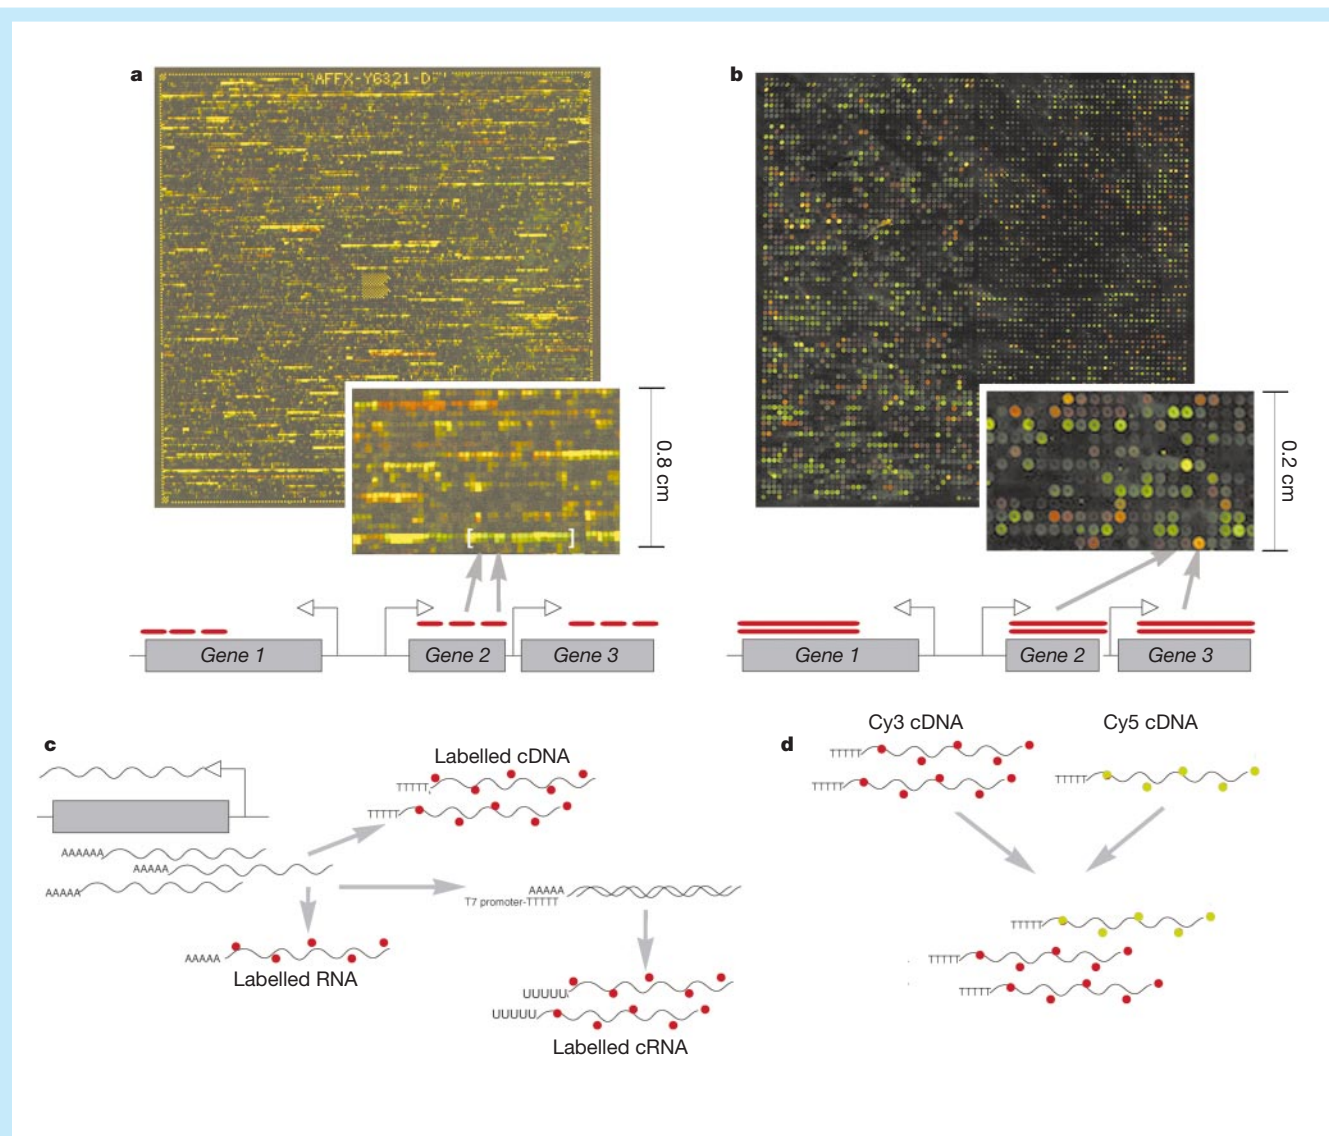 a
AFFX-Y6321-D
0.8 cm
Gene 1
Gene 2
Gene 3
b
0.2 cm
Gene 1
Gene 2
Gene 3
c
Labelled cDNA
TTTTT
TTTTT
AAAAAA
AAAAA
AAAAA
AAAAA
T7 promoter-TTTTT
AAAAA
Labelled RNA
UUUUU
UUUUU
Labelled cRNA
d
Cy3 cDNA
Cy5 cDNA
TTTTT
TTTTT
TTTTT
TTTTT
TTTTT
TTTTT